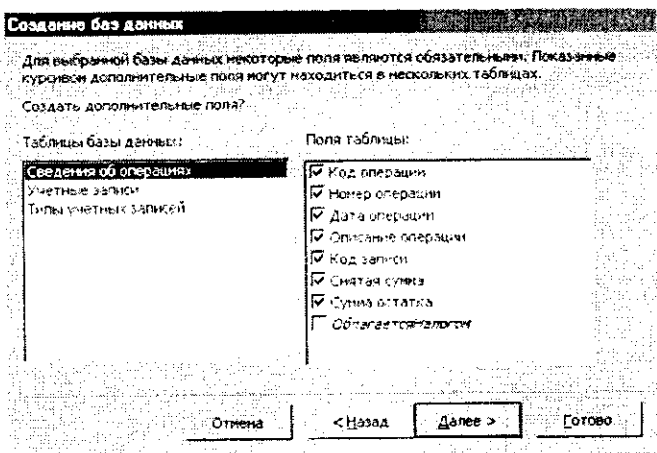 Создание баз данных
Для выбранной базы данных некоторые поля являются обязательными. Показанные
курсивом дополнительные поля могут находиться в нескольких таблицах.
Создать дополнительные поля?
Таблицы базы данных:
Поля таблицы:
Сведения об операциях
Учетные записи
Типы учетных записей
Код операции
Номер операции
Дата операции
Описание операции
Код записи
Снятая сумма
Сумма остатка
ОблагаетсяНалогом
Отмена
< Назад
Далее >
Готово